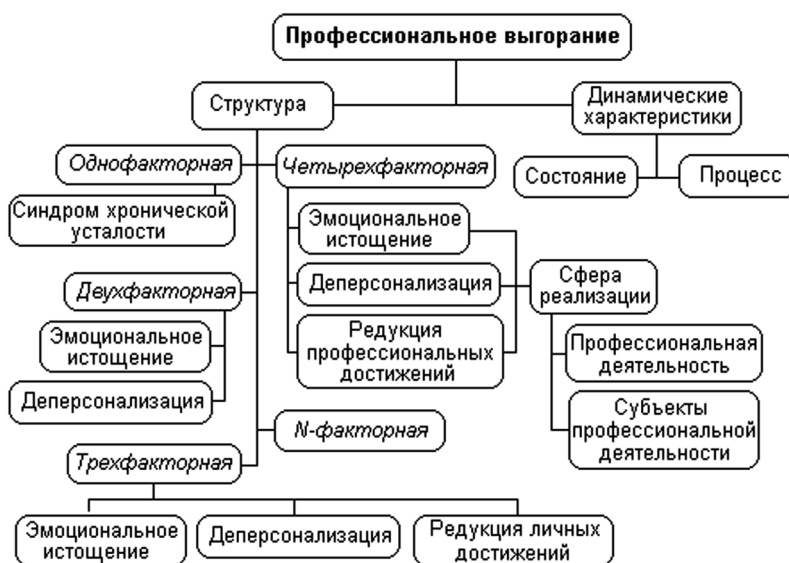 Профессиональное выгорание
Структура
Динамические
характеристики
Однофакторная
Четырехфакторная
Состояние
Процесс
Синдром хронической
усталости
Эмоциональное
истощение
Двухфакторная
Деперсонализация
Сфера
реализации
Эмоциональное
истощение
Редукция
профессиональных
достижений
Профессиональная
деятельность
Деперсонализация
N-факторная
Субъекты
профессиональной
деятельности
Трехфакторная
Эмоциональное
истощение
Деперсонализация
Редукция личных
достижений